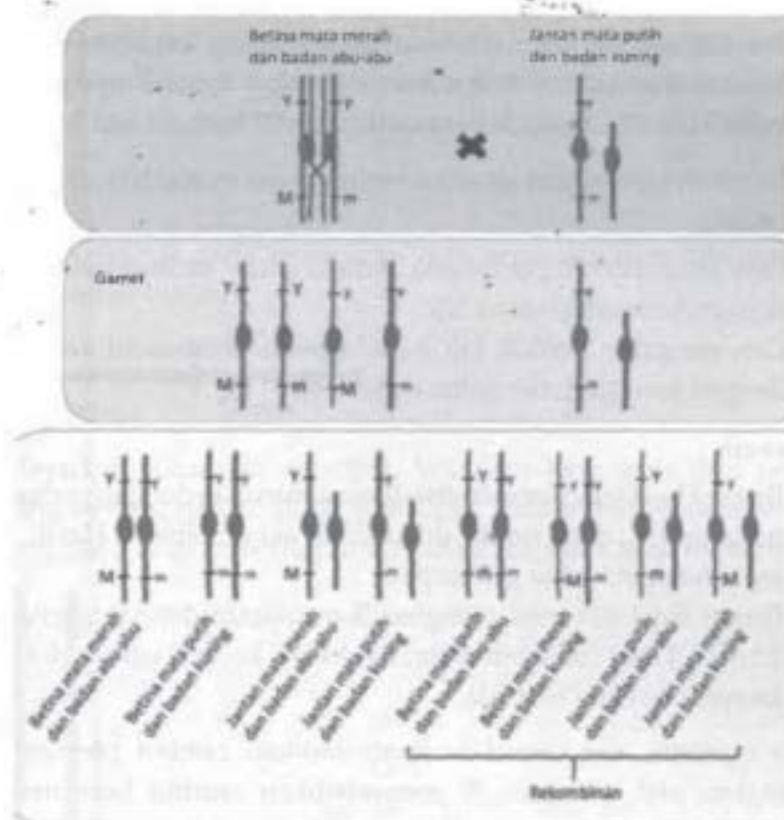 Betina mata merah
dan badan abu-abu
Jantan mata putih
den badan kuning
Y
Y
Y
M
m
m
Gamet
Y
Y
Y
Y
Y
M
m
M
m
m
Y
Y
Y
Y
Y
Y
Y
Y
Y
Y
Y
Y
M
m
m
m
M
m
m
m
M
m
m
M
Betina mata merah
dan badan abu-abu
Betina mata putih
dan badan kuning
Jantan mata merah
dan badan abu-abu
Jantan mata putih
dan badan kuning
Betina mata putih
dan badan abu-abu
Betina mata merah
dan badan kuning
Jantan mata putih
dan badan abu-abu
Jantan mata merah
dan badan kuning
Rekombinan